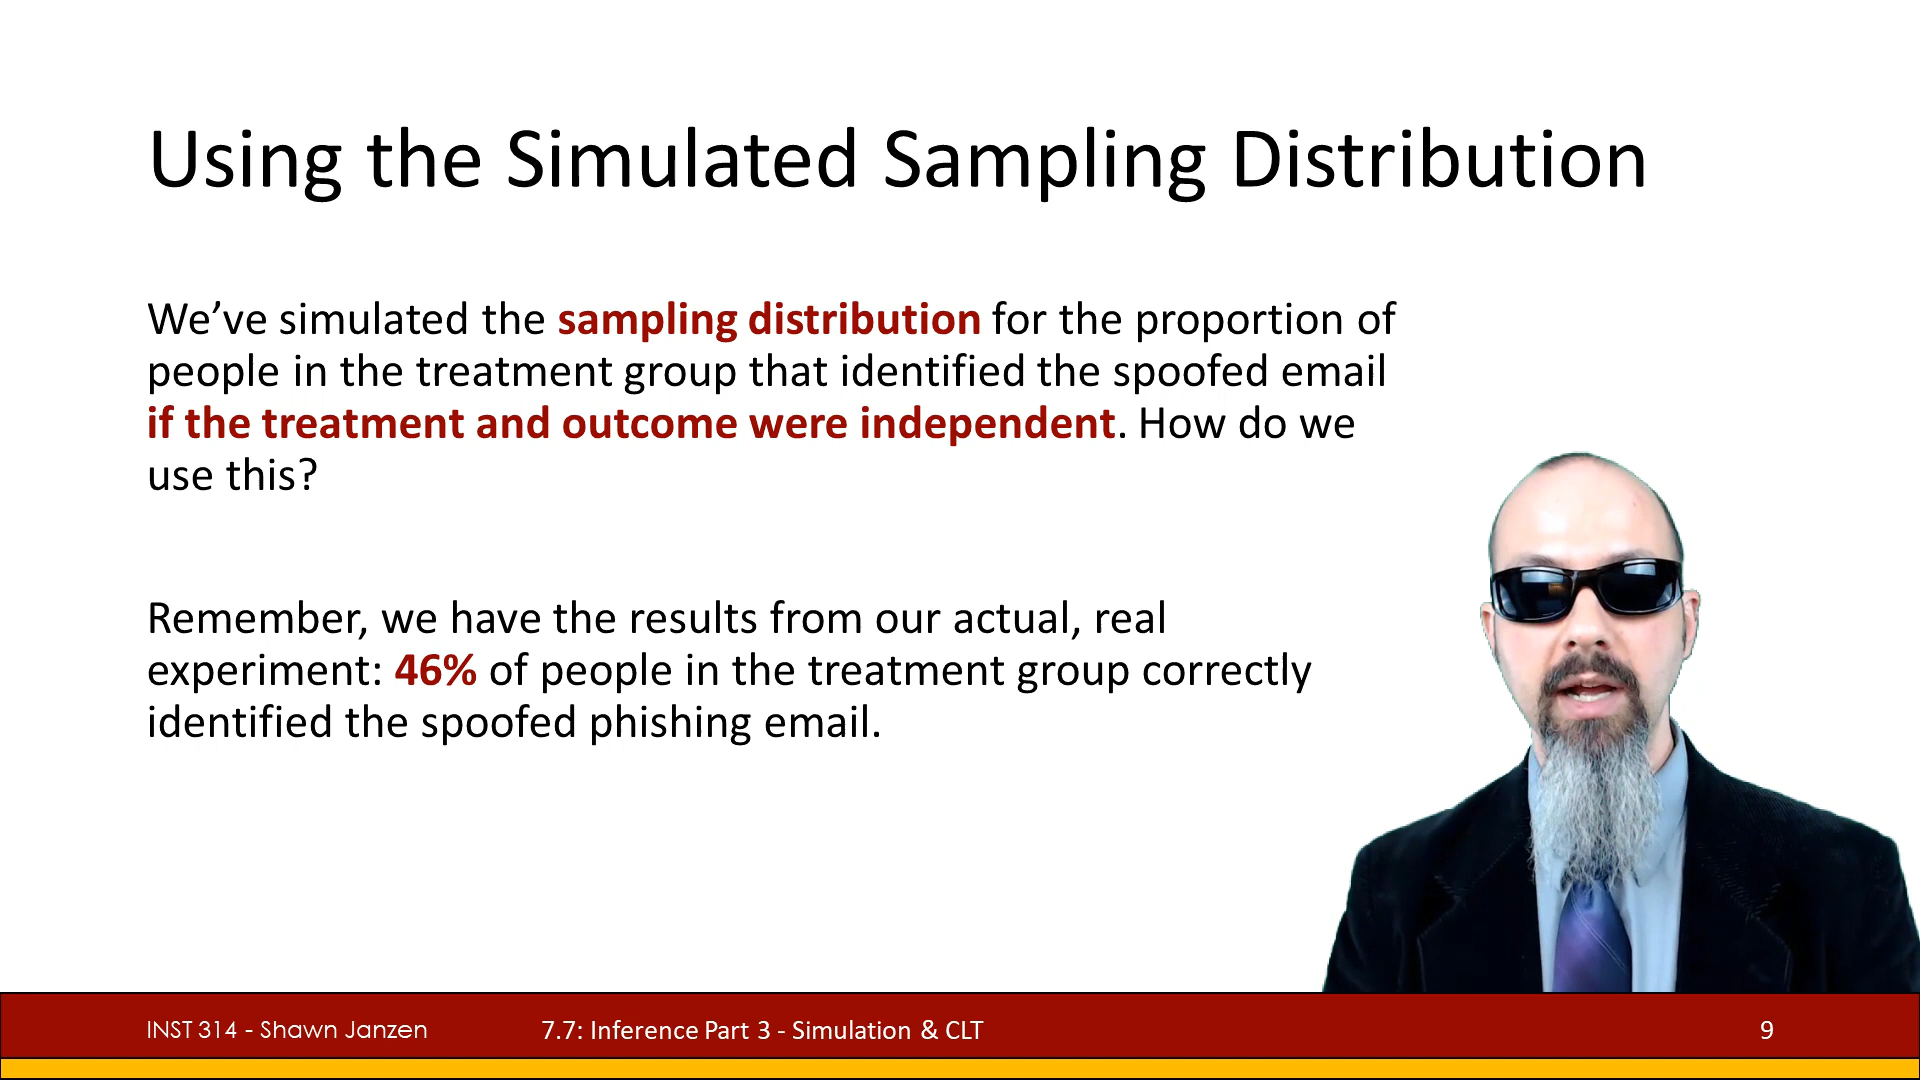 Using the Simulated Sampling Distribution
We’ve simulated the sampling distribution for the proportion of
people in the treatment group that identified the spoofed email
if the treatment and outcome were independent. How do we
use this?
Remember, we have the results from our actual, real
experiment: 46% of people in the treatment group correctly
identified the spoofed phishing email.
INST 314 - Shawn Janzen
7.7: Inference Part 3 - Simulation & CLT
9